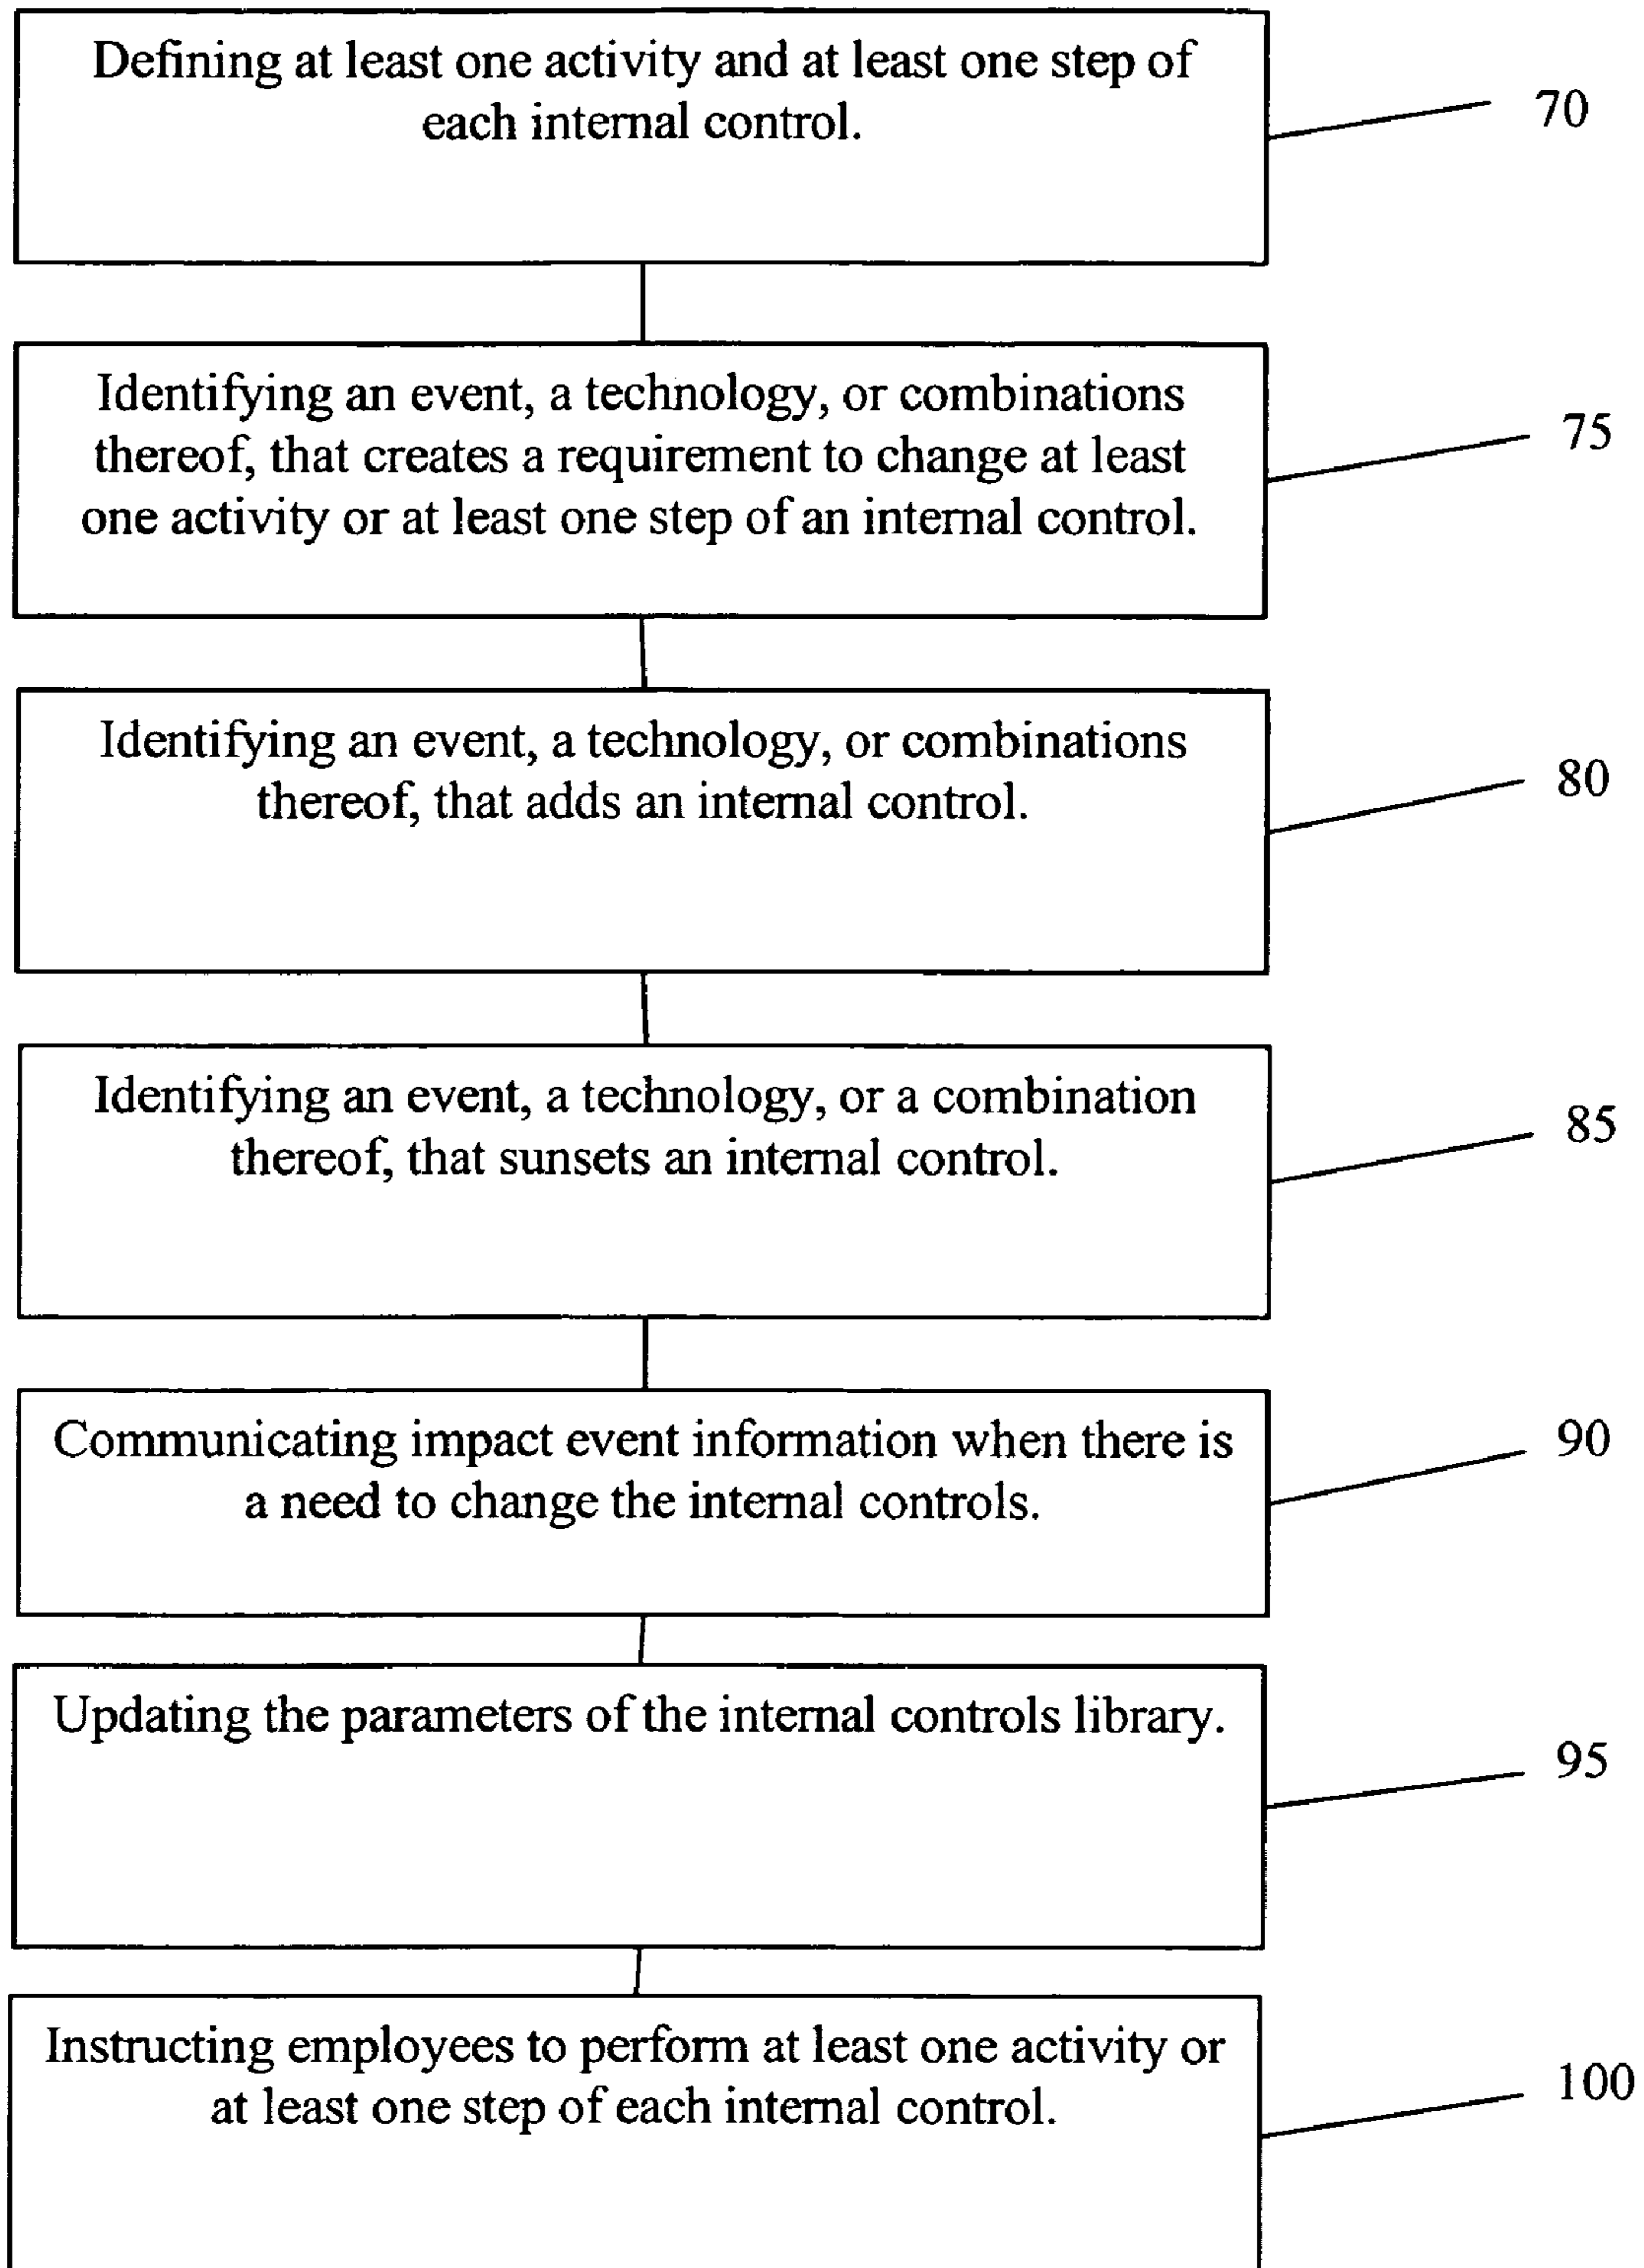 Defining at least one activity and at least one step of
each internal control.
70
Identifying an event, a technology, or combinations
thereof, that creates a requirement to change at least
one activity or at least one step of an internal control.
75
Identifying an event, a technology, or combinations
thereof, that adds an internal control.
80
Identifying an event, a technology, or a combination
thereof, that sunsets an internal control.
85
Communicating impact event information when there is
a need to change the internal controls.
90
Updating the parameters of the internal controls library.
95
Instructing employees to perform at least one activity or
at least one step of each internal control.
100